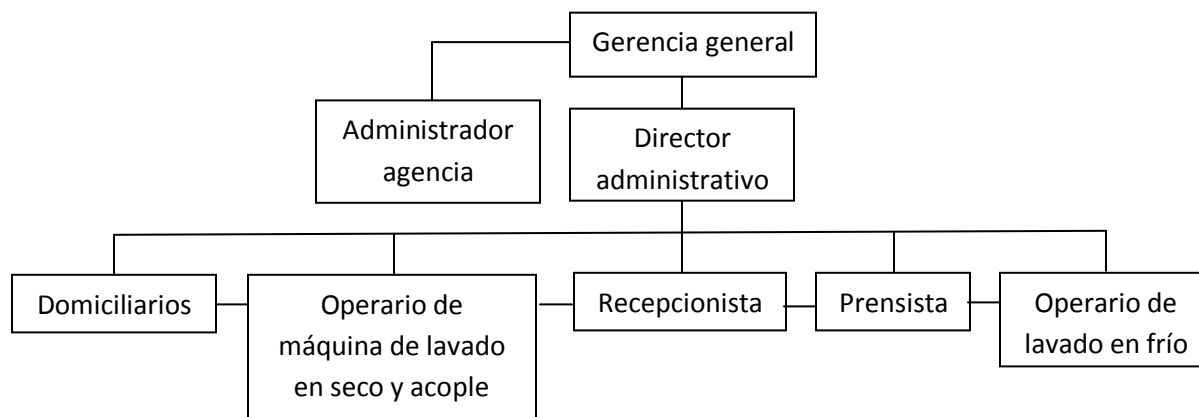 Gerencia general
Administrador
agencia
Director
administrativo
Domiciliarios
Operario de
máquina de lavado
en seco y acople
Recepcionista
Prensista
Operario de
lavado en frío